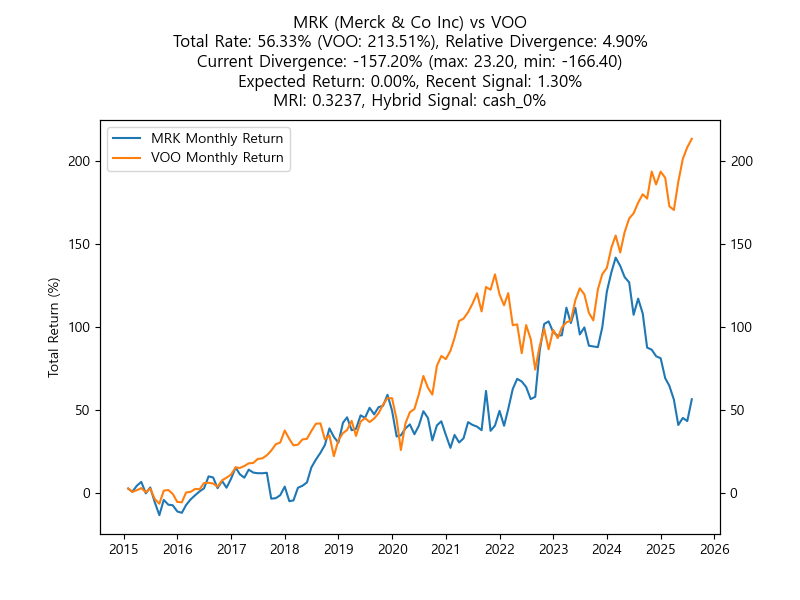 MRK (Merck & Co Inc) vs VOO
Total Rate: 56.33% (VOO: 213.51%), Relative Divergence: 4.90%
Current Divergence: -157.20% (max: 23.20, min: -166.40)
Expected Return: 0.00%, Recent Signal: 1.30%
MRI: 0.3237, Hybrid Signal: cash_0%
MRK Monthly Return
VOO Monthly Return
Total Return (%)
200
150
100
50
0
200
150
100
50
0
2015 2016 2017 2018 2019 2020 2021 2022 2023 2024 2025 2026